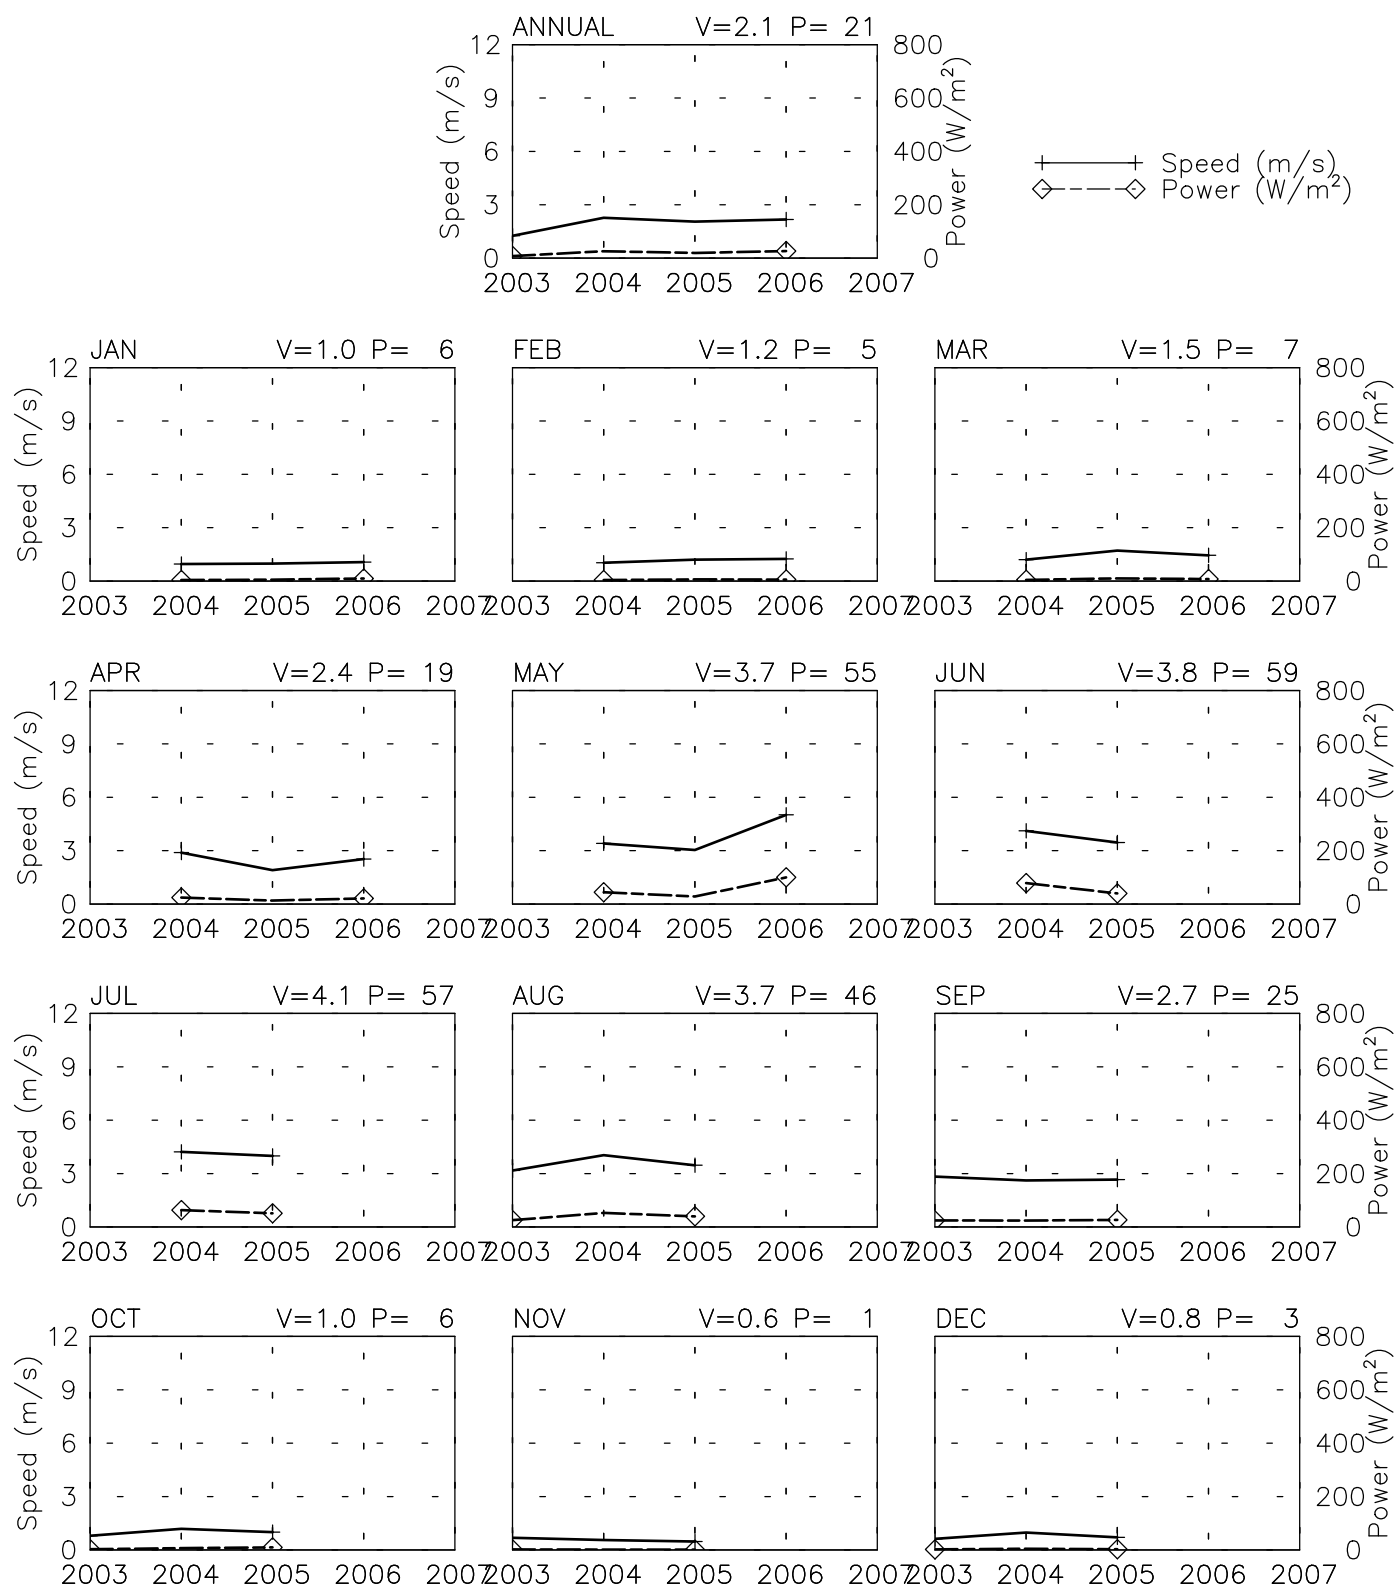 ANNUAL V=2.1 P= 21
12 800
9 600
6 400
3 200
0 0
Speed (m/s)
Power (W/m²)
2003 2004 2005 2006 2007
Speed (m/s)
Power (W/m²)
JAN V=1.0 P= 6 FEB V=1.2 P= 5 MAR V=1.5 P= 7
12 800
9 600
6 400
3 200
0 0
Speed (m/s)
Power (W/m²)
2003 2004 2005 2006 2007 2003 2004 2005 2006 2007 2003 2004 2005 2006 2007
APR V=2.4 P= 19 MAY V=3.7 P= 55 JUN V=3.8 P= 59
12 800
9 600
6 400
3 200
0 0
Speed (m/s)
Power (W/m²)
2003 2004 2005 2006 2007 2003 2004 2005 2006 2007 2003 2004 2005 2006 2007
JUL V=4.1 P= 57 AUG V=3.7 P= 46 SEP V=2.7 P= 25
12 800
9 600
6 400
3 200
0 0
Speed (m/s)
Power (W/m²)
2003 2004 2005 2006 2007 2003 2004 2005 2006 2007 2003 2004 2005 2006 2007
OCT V=1.0 P= 6 NOV V=0.6 P= 1 DEC V=0.8 P= 3
12 800
9 600
6 400
3 200
0 0
Speed (m/s)
Power (W/m²)
2003 2004 2005 2006 2007 2003 2004 2005 2006 2007 2003 2004 2005 2006 2007